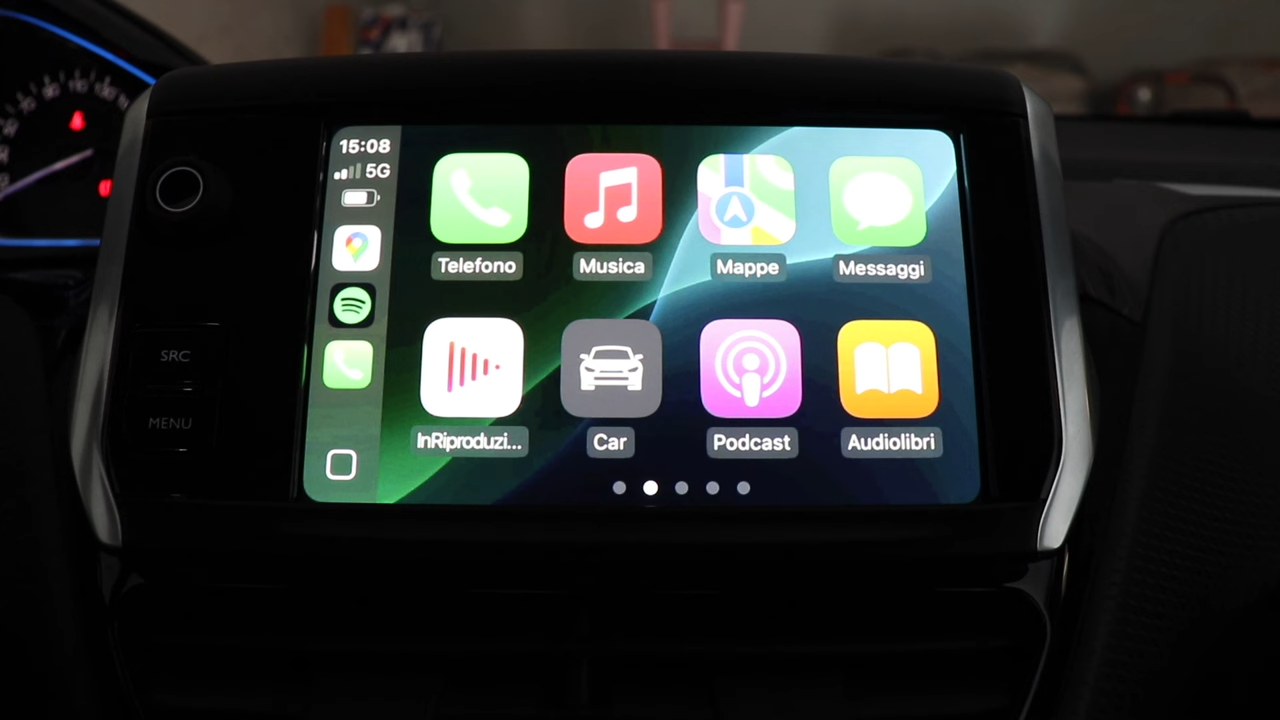 15:08
5G
Telefono
Musica
Mappe
Messaggi
InRiproduzi...
Car
Podcast
Audiolibri
SRC
MENU